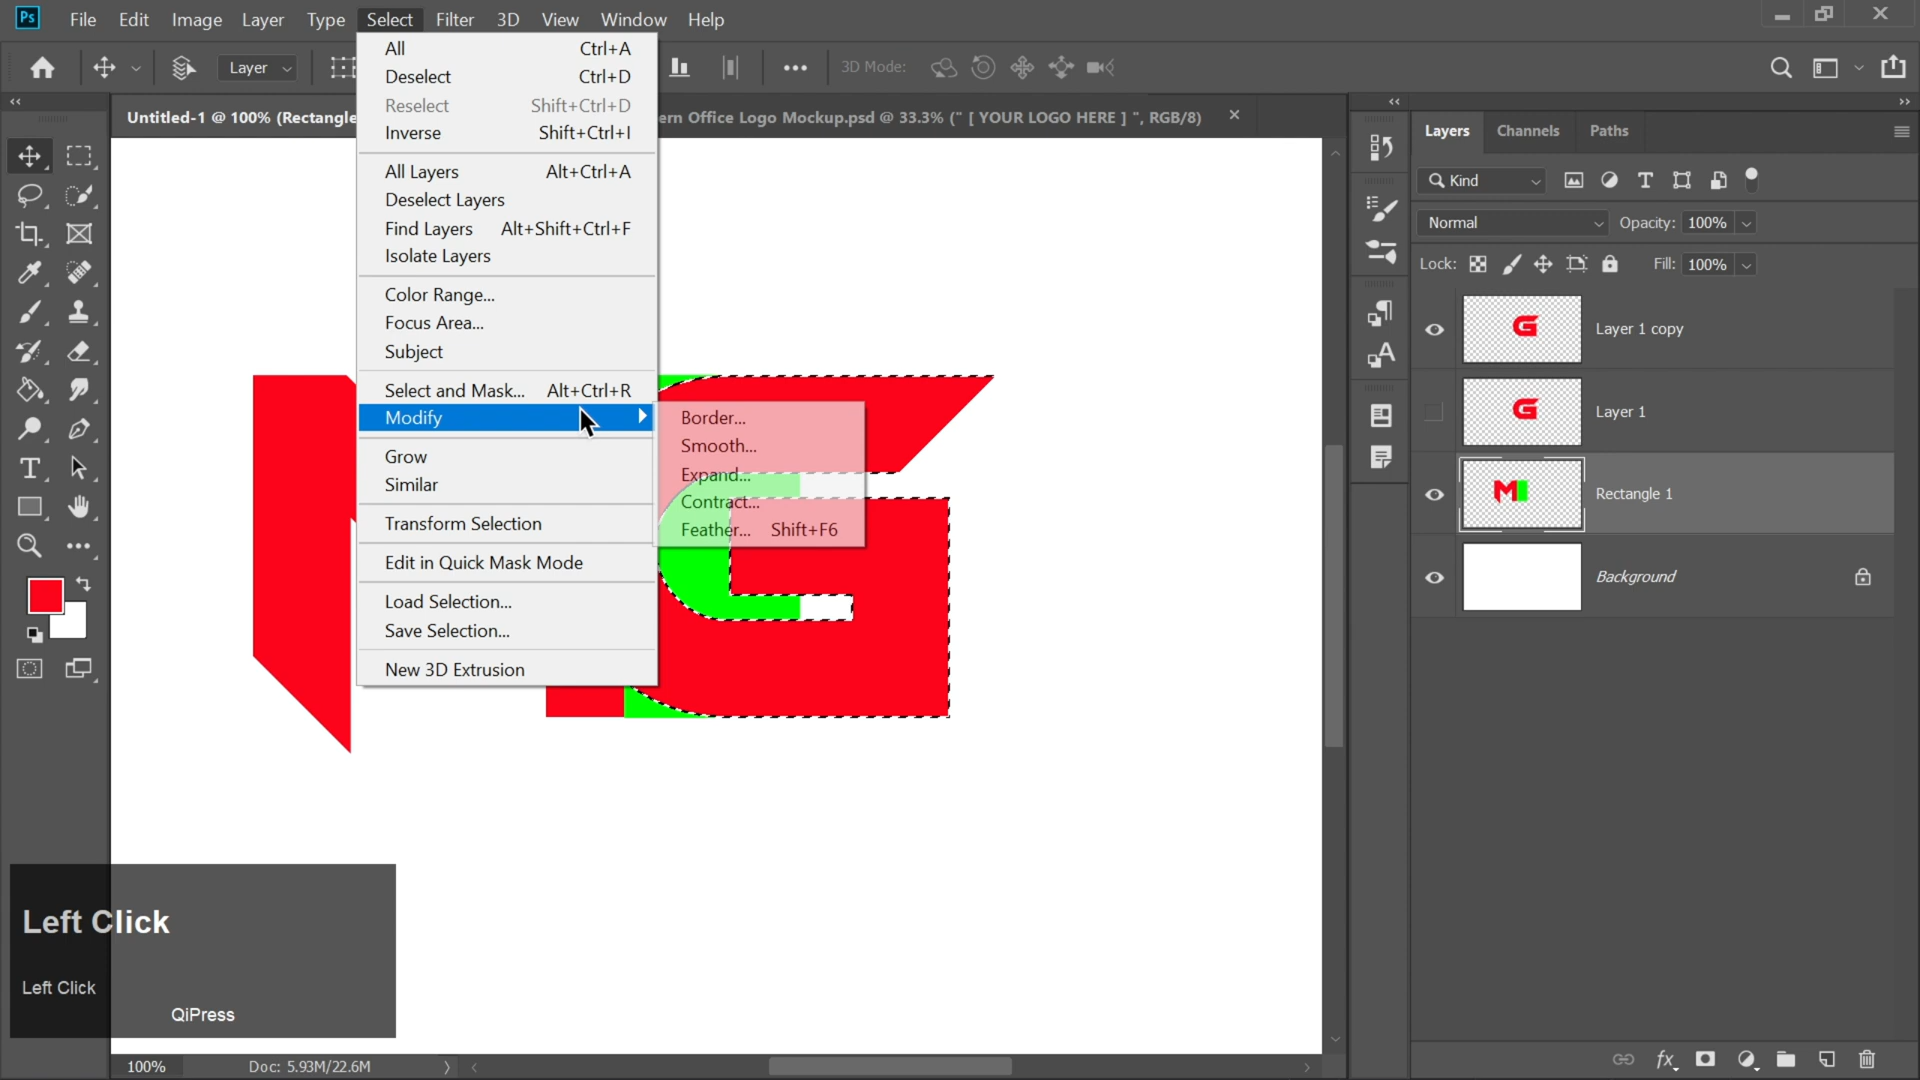 Ps File Edit Image Layer Type Select Filter 3D View Window Help
Layer 3D Mode:
Untitled-1 @ 100% (Rectangle
ern Office Logo Mockup.psd @ 33.3% (" [ YOUR LOGO HERE ] ", RGB/8)
All Ctrl+A
Deselect Ctrl+D
Reselect Shift+Ctrl+D
Inverse Shift+Ctrl+I
All Layers Alt+Ctrl+A
Deselect Layers
Find Layers Alt+Shift+Ctrl+F
Isolate Layers
Color Range...
Focus Area...
Subject
Select and Mask... Alt+Ctrl+R
Modify
Grow
Similar
Transform Selection
Edit in Quick Mask Mode
Load Selection...
Save Selection...
New 3D Extrusion
Border...
Smooth...
Expand...
Contract...
Feather... Shift+F6
Layers Channels Paths
Kind
Normal Opacity: 100%
Lock: Fill: 100%
G Layer 1 copy
G Layer 1
M Rectangle 1
Background
Left Click
Left Click
QiPress
100% Doc: 5.93M/22.6M